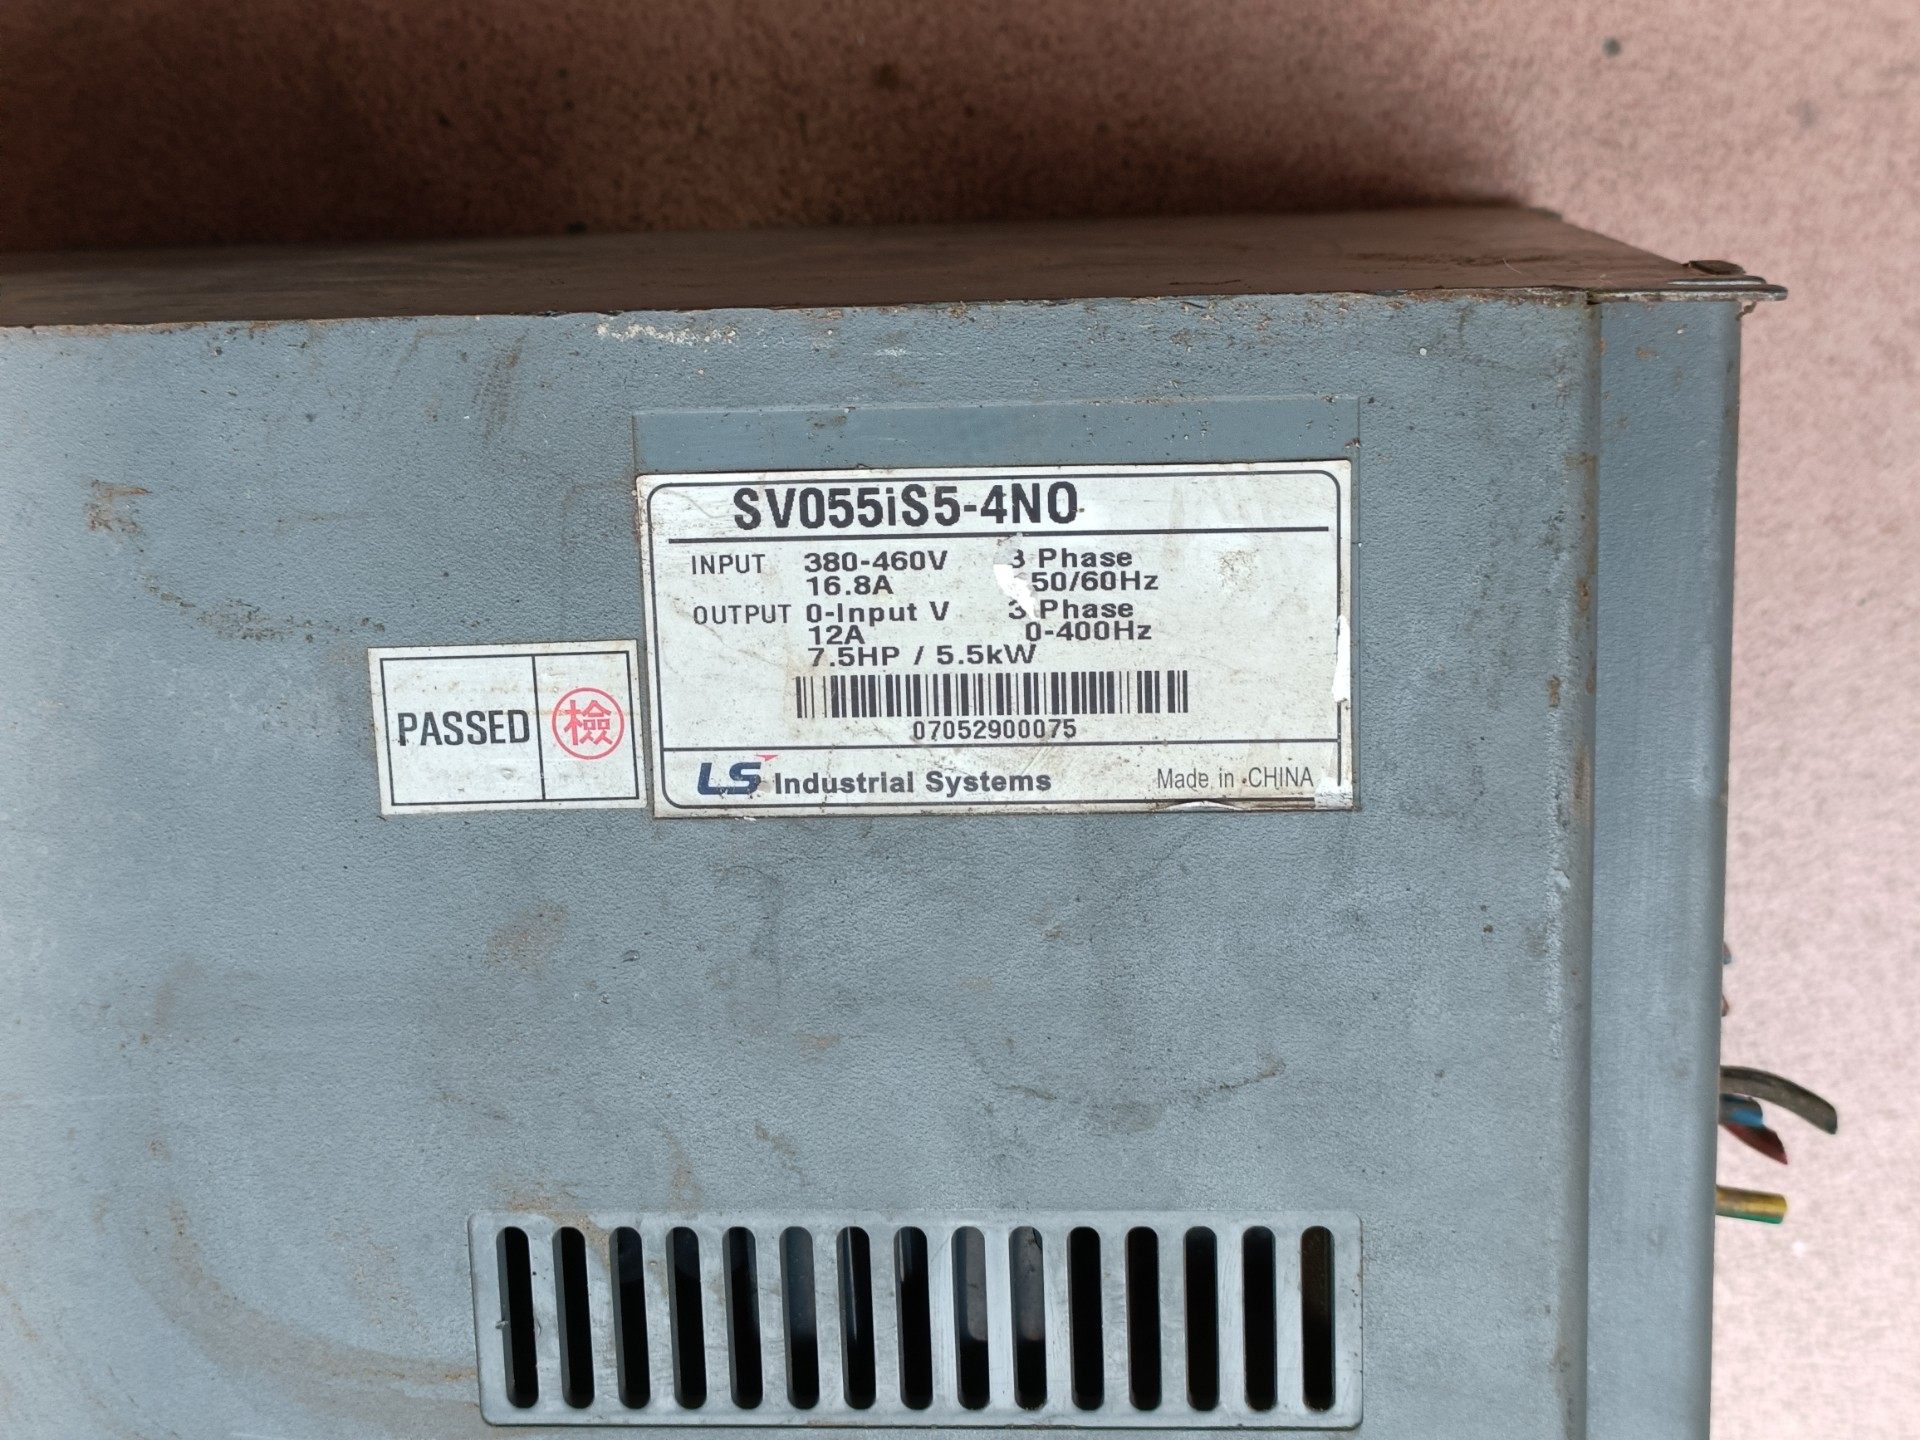 SV055iS5-4NO
INPUT 380-460V 3 Phase
16.8A 50/60Hz
OUTPUT 0-Input V 3 Phase
12A 0-400Hz
7.5HP / 5.5kW
07052900075
LS Industrial Systems Made in CHINA
PASSED 檢